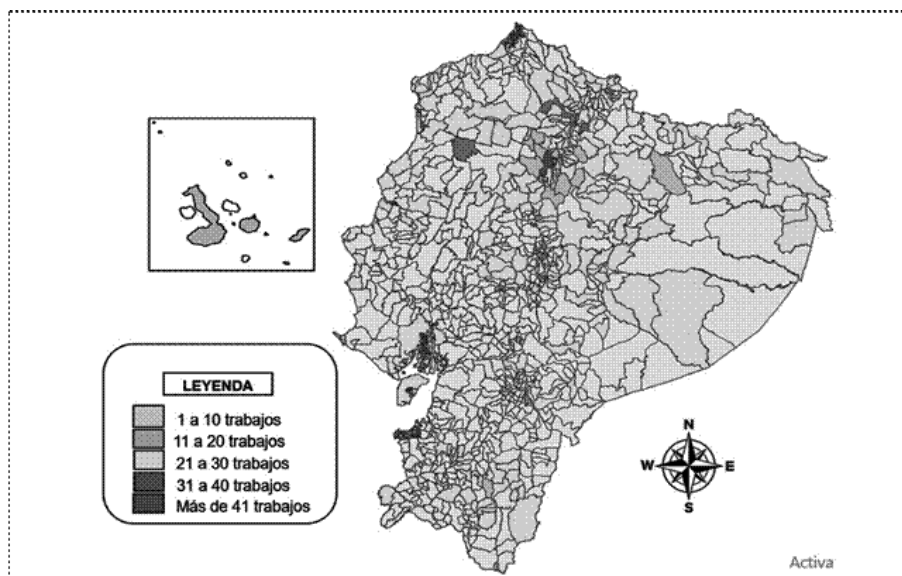 LEYENDA
1 a 10 trabajos
11 a 20 trabajos
21 a 30 trabajos
31 a 40 trabajos
Más de 41 trabajos
N
W E
S
Activa